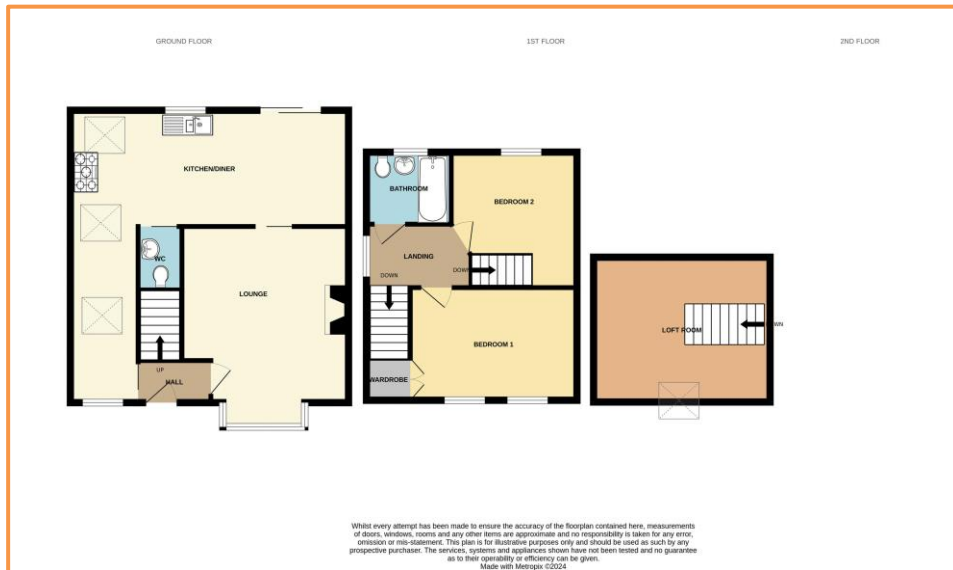 GROUND FLOOR
1ST FLOOR
2ND FLOOR
KITCHEN/DINER
WC
LOUNGE
UP
HALL
BATHROOM
BEDROOM 2
LANDING
DOWN
DOWN
BEDROOM 1
WARDROBE
LOFT ROOM
Whilst every attempt has been made to ensure the accuracy of the floorplan contained here, measurements
of doors, windows, rooms and any other items are approximate and no responsibility is taken for any error,
omission or mis-statement. This plan is for illustrative purposes only and should be used as such by any
prospective purchaser. The services, systems and appliances shown have not been tested and no guarantee
as to their operability or efficiency can be given.
Made with Metropix ©2024